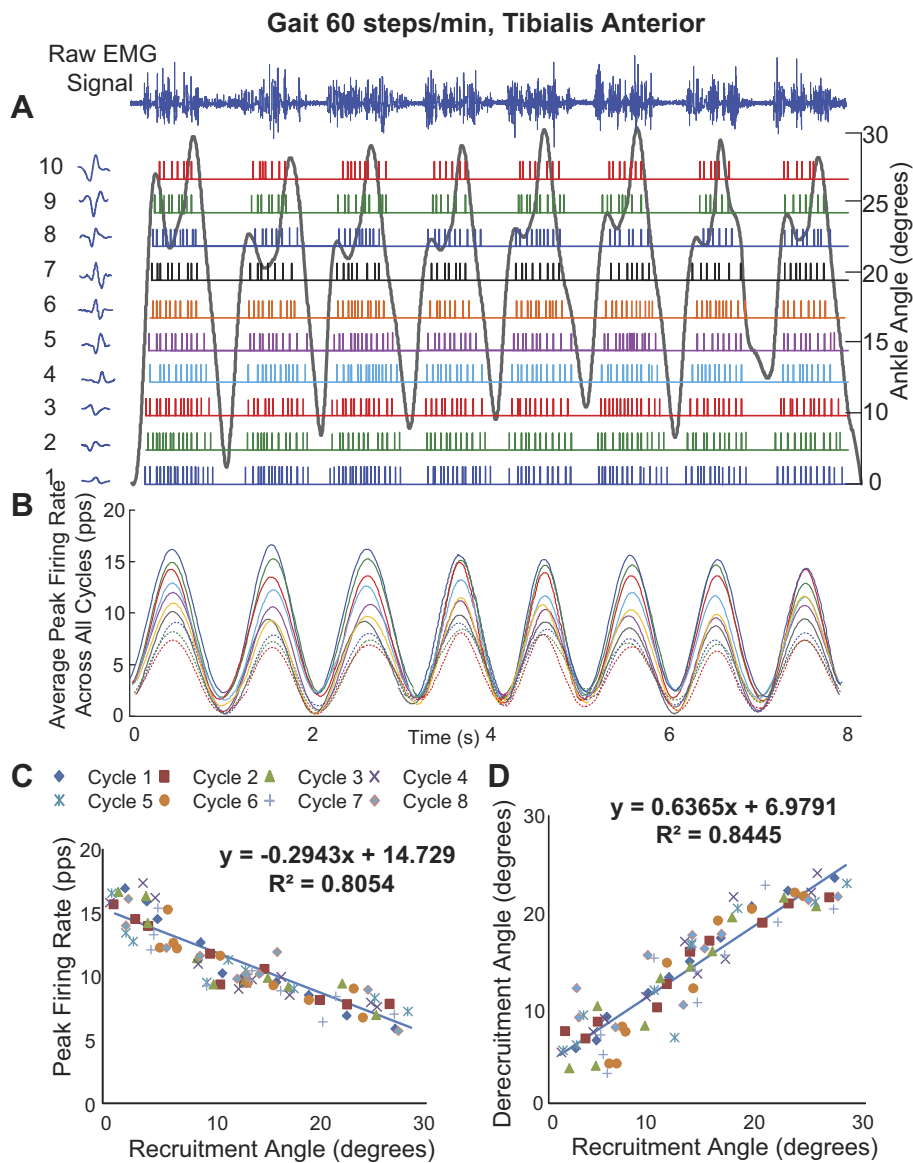 Gait 60 steps/min, Tibialis Anterior
Raw EMG
Signal
A
30
25
20
15
10
0
Ankle Angle (degrees)
10
9
8
7
6
5
4
3
2
1
B
Average Peak Firing Rate
Across All Cycles (pps)
20
15
10
5
0
0
2
4
6
8
Time (s)
C
Cycle 1
Cycle 2
Cycle 3
Cycle 4
Cycle 5
Cycle 6
Cycle 7
Cycle 8
y = -0.2943x + 14.729
R² = 0.8054
Peak Firing Rate (pps)
20
15
10
5
0
0
10
20
30
Recruitment Angle (degrees)
D
y = 0.6365x + 6.9791
R² = 0.8445
Derecruitment Angle (degrees)
30
20
10
0
0
10
20
30
Recruitment Angle (degrees)